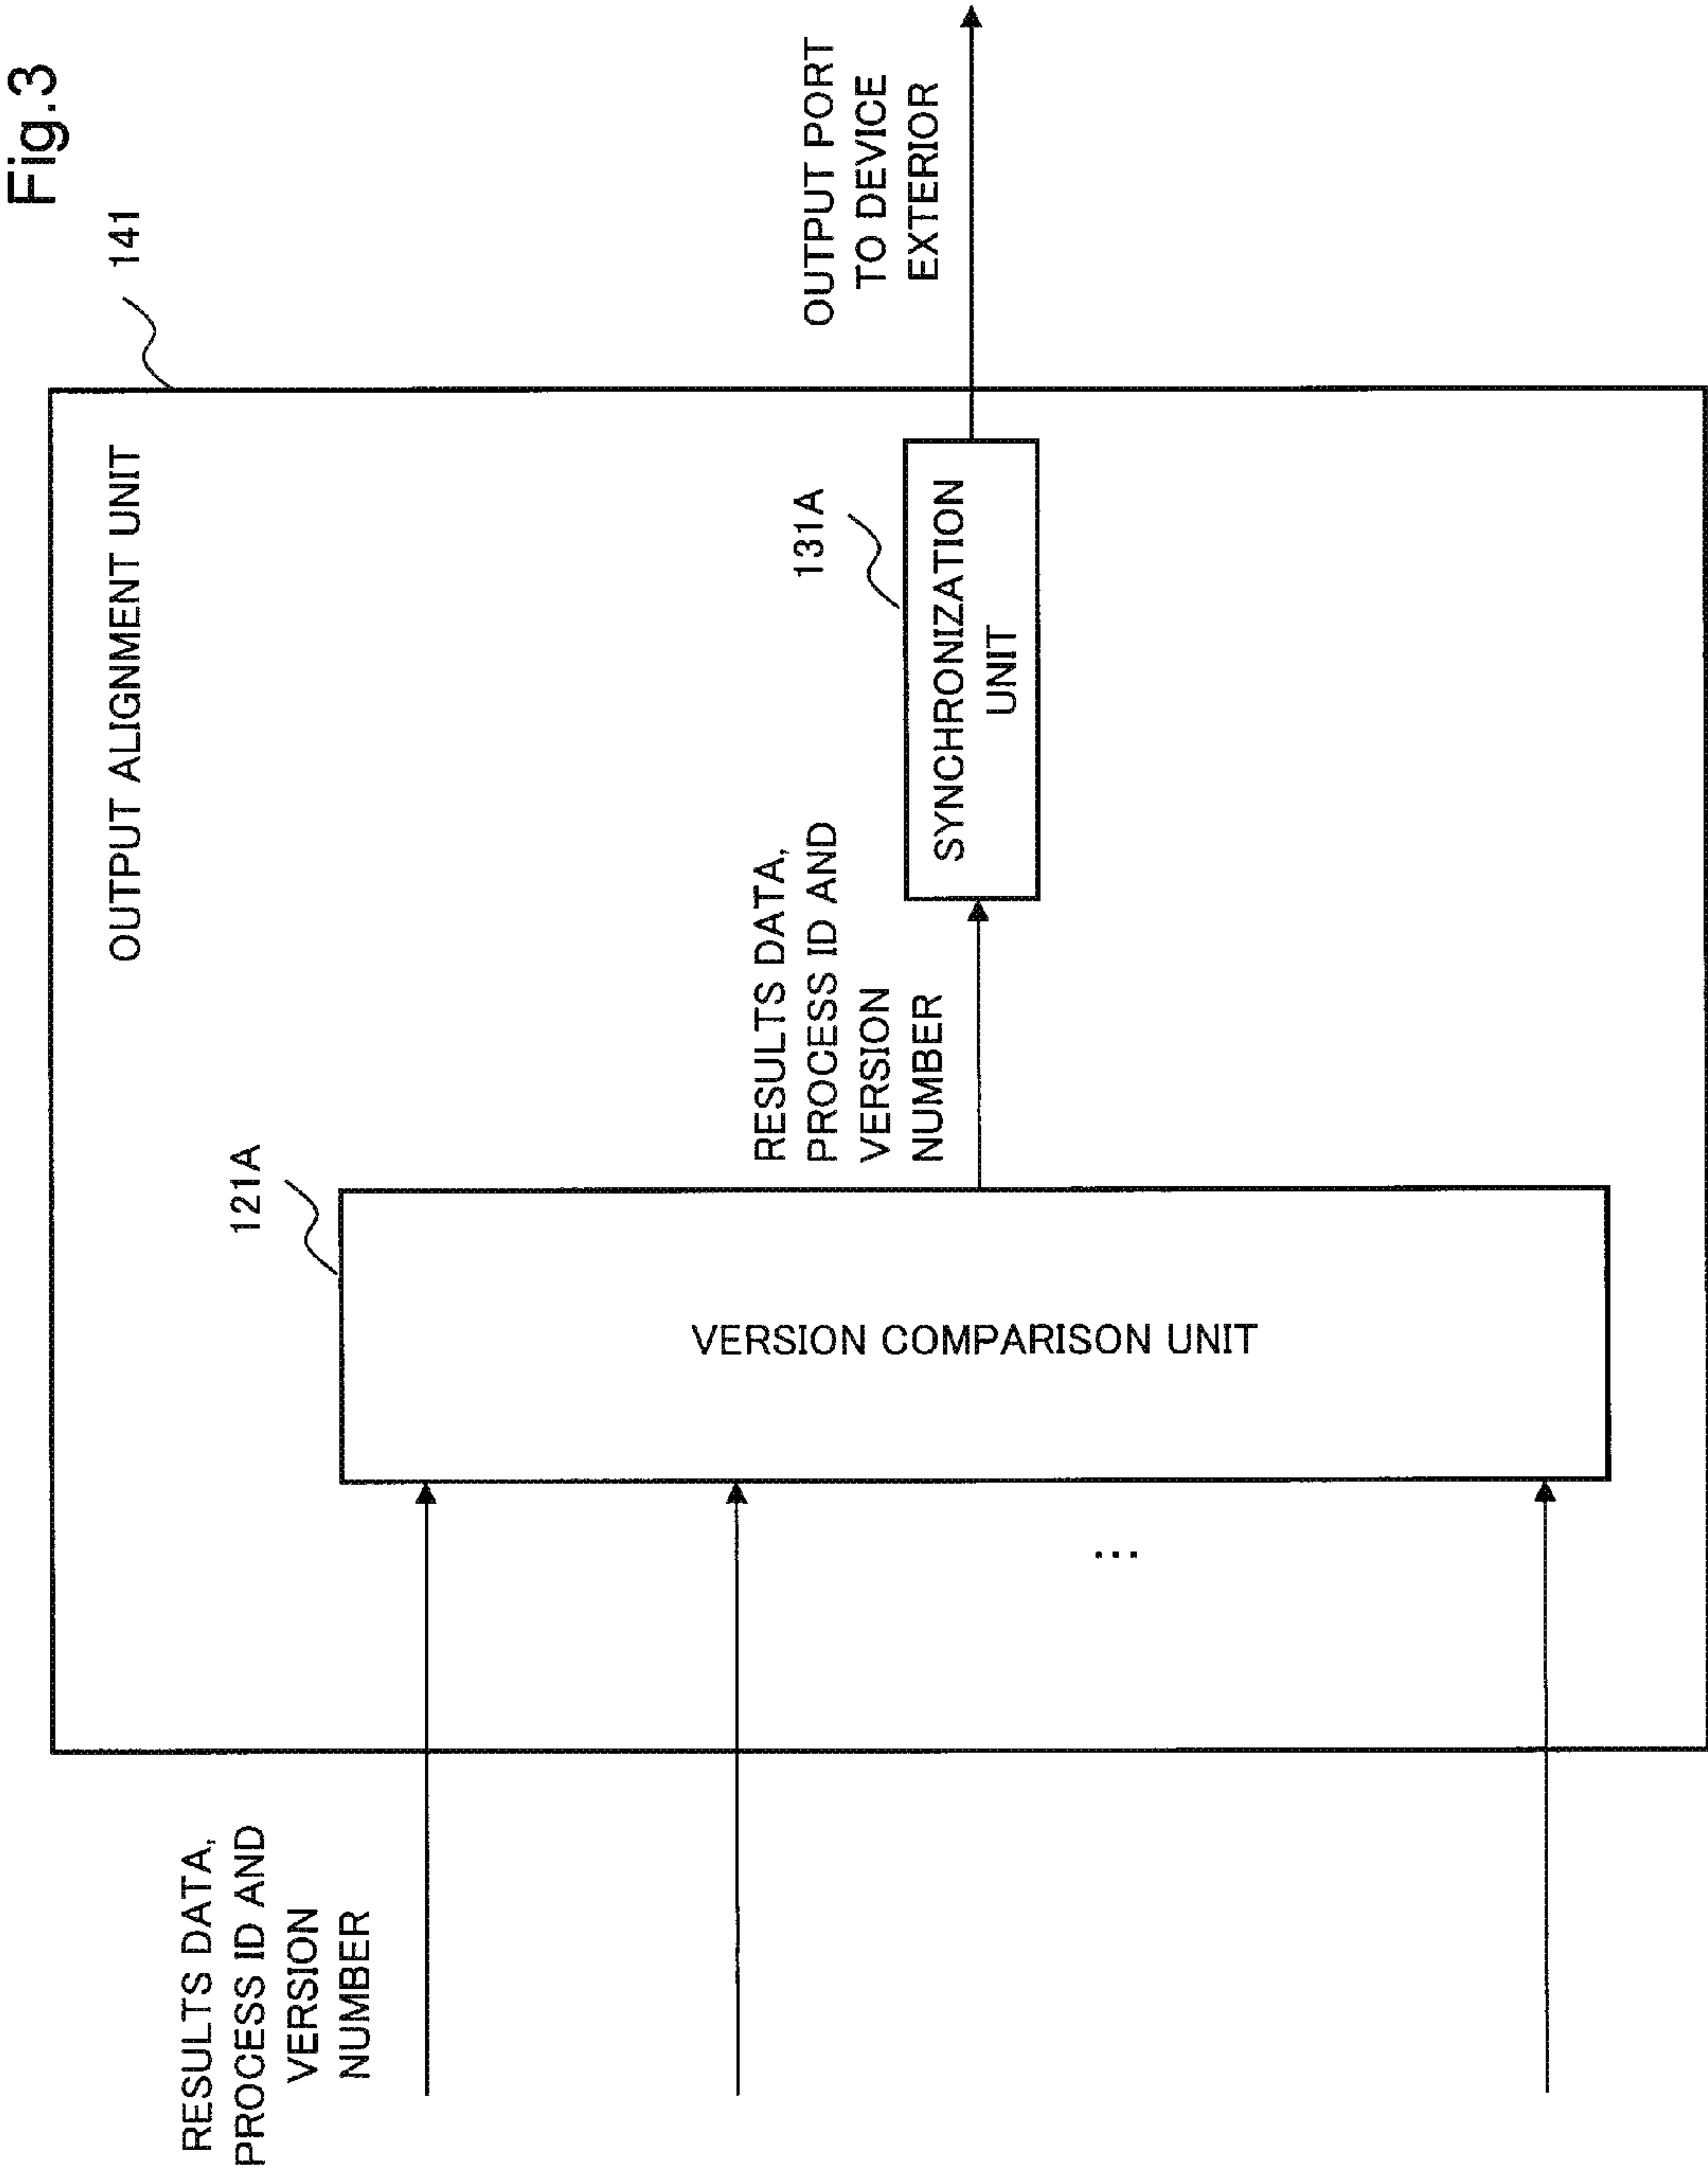 Fig.3
141
OUTPUT ALIGNMENT UNIT
RESULTS DATA,
PROCESS ID AND
VERSION
NUMBER
121A
VERSION COMPARISON UNIT
...
RESULTS DATA,
PROCESS ID AND
VERSION
NUMBER
131A
SYNCHRONIZATION
UNIT
OUTPUT PORT
TO DEVICE
EXTERIOR